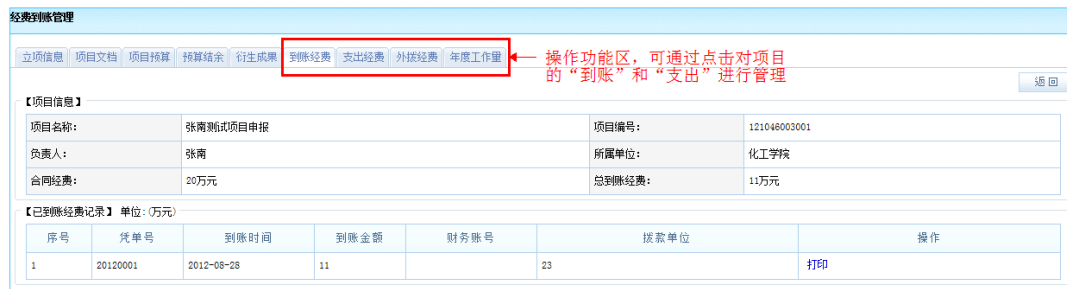 经费到账管理
立项信息 项目文档 项目预算 预算结余 衍生成果 到账经费 支出经费 外拨经费 年度工作量
操作功能区，可通过点击对项目
的“到账”和“支出”进行管理
返回
【项目信息】
项目名称： 张南测试项目申报 项目编号： 121046003001
负责人： 张南 所属单位： 化工学院
合同经费： 20万元 总到账经费： 11万元
【已到账经费记录】 单位:(万元)
序号 凭单号 到账时间 到账金额 财务账号 拨款单位 操作
1 20120001 2012-08-28 11 23 打印